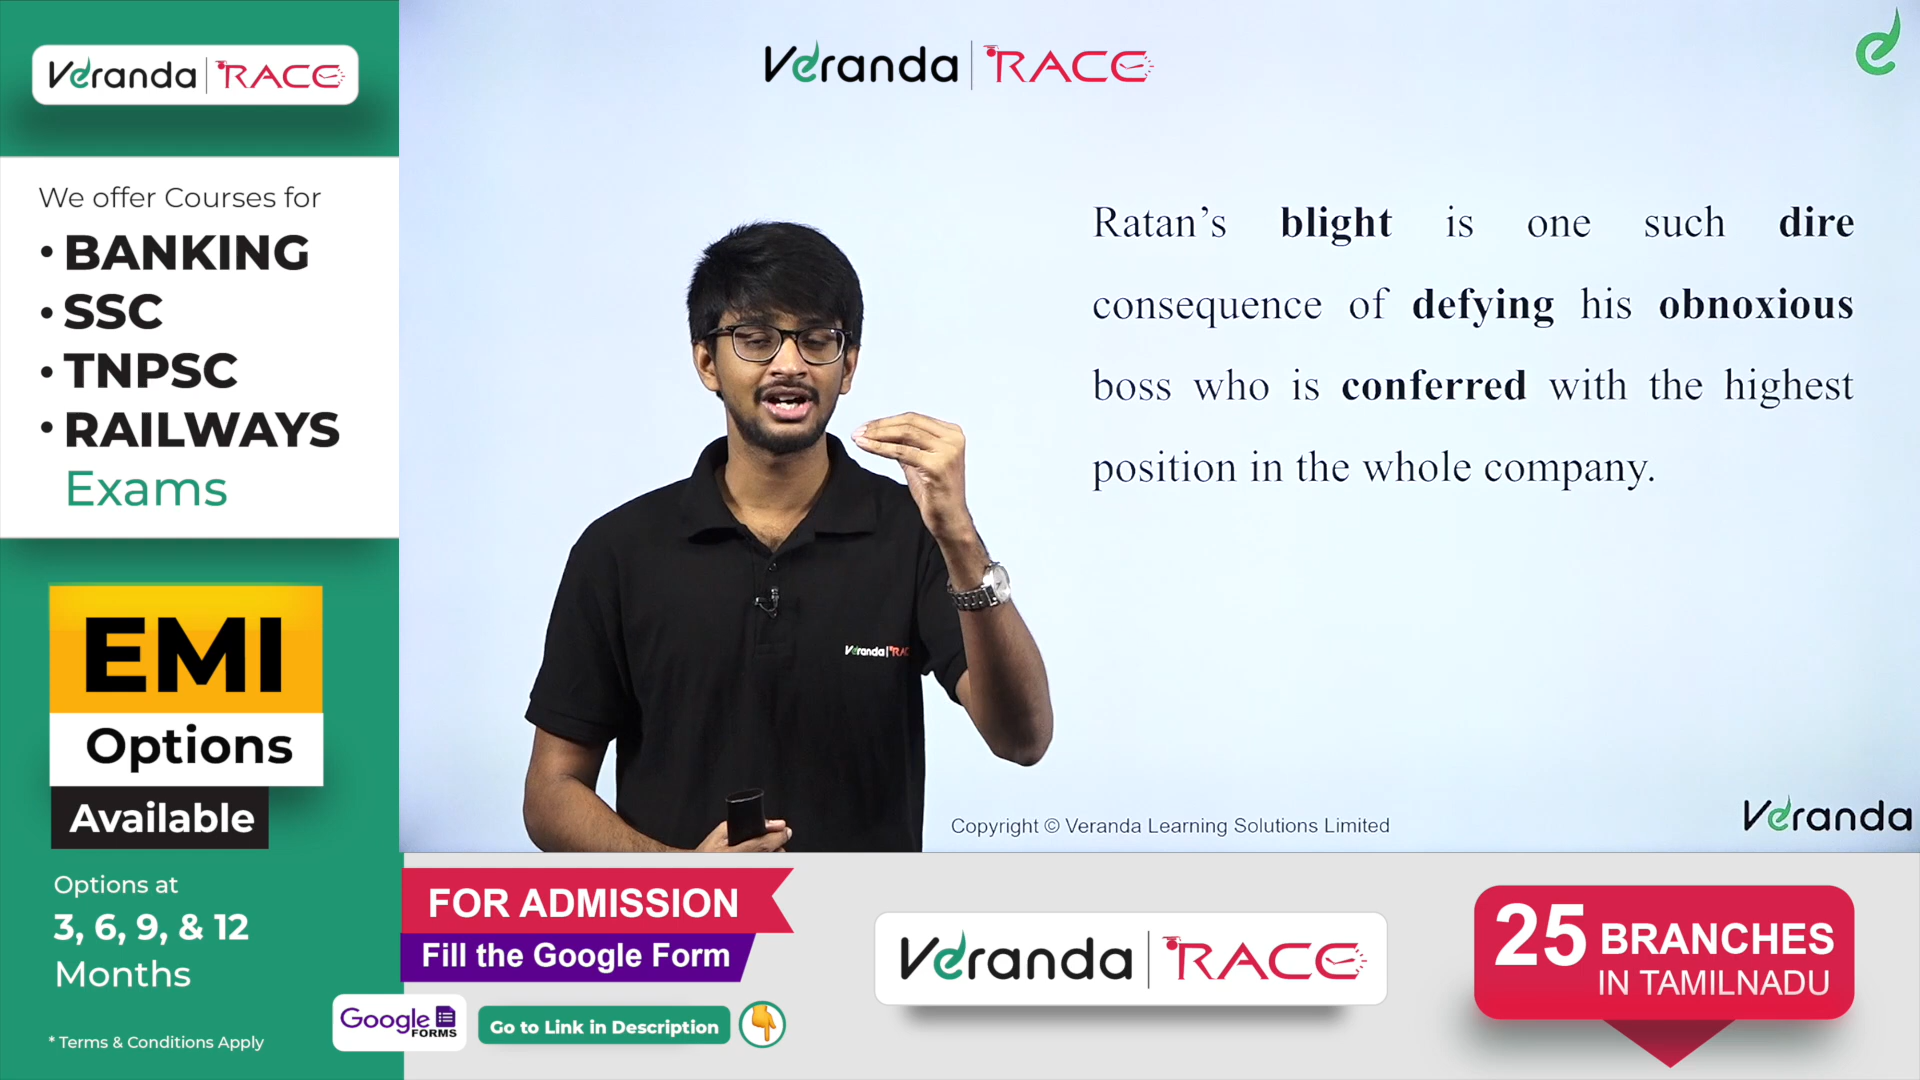 Veranda RACE
We offer Courses for
• BANKING
• SSC
• TNPSC
• RAILWAYS
Exams
EMI
Options
Available
Options at
3, 6, 9, & 12
Months
* Terms & Conditions Apply
Veranda RACE
Ratan’s blight is one such dire
consequence of defying his obnoxious
boss who is conferred with the highest
position in the whole company.
Veranda RACE
Copyright © Veranda Learning Solutions Limited
Veranda
FOR ADMISSION
Fill the Google Form
Google FORMS
Go to Link in Description
Veranda RACE
25 BRANCHES
IN TAMILNADU